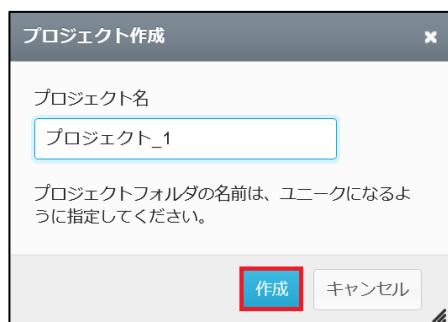 プロジェクト作成
プロジェクト名
プロジェクト_1
プロジェクトフォルダの名前は、ユニークになるよ
うに指定してください。
作成 キャンセル